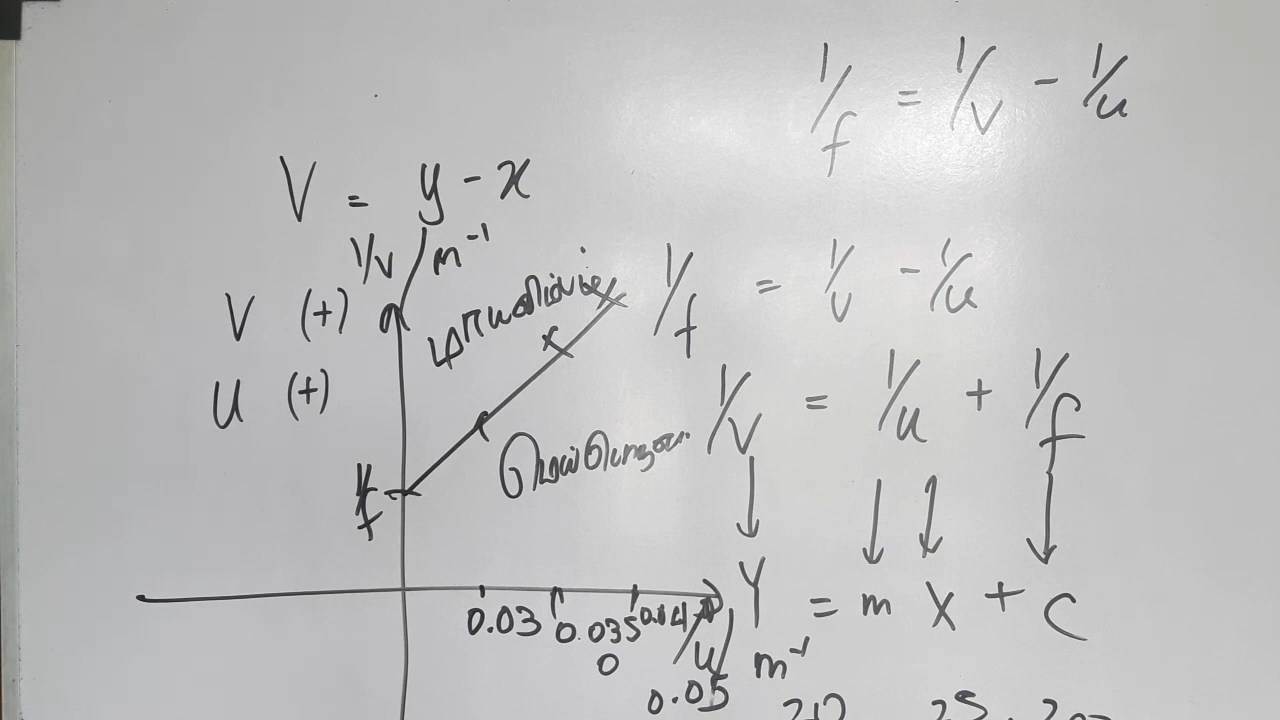 1/f = 1/v - 1/u
V = y - x
1/v / m⁻¹
V (+)
1/f = 1/v - 1/u
U (+)
1/v = 1/u + 1/f
1/f
Y = m X + C
0.03 0.035 0.04
0
1/u / m⁻¹
0.05